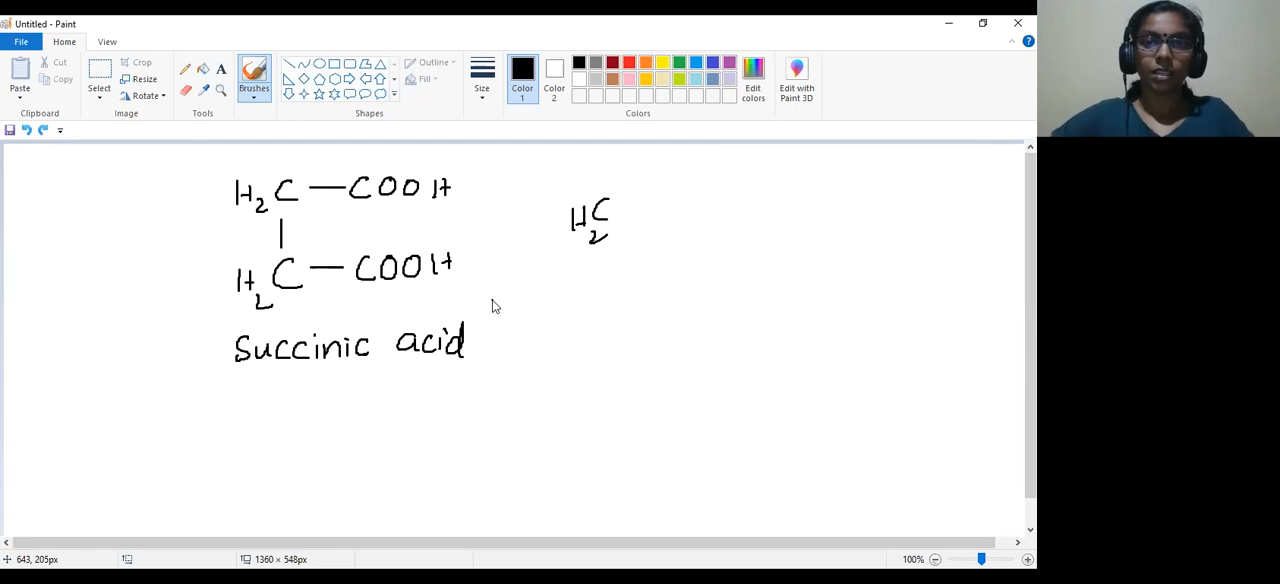 Untitled - Paint
File Home View
Cut
Copy
Paste
Clipboard
Crop
Resize
Rotate
Select
Image
A
Tools
Brushes
Outline
Fill
Shapes
Size
Color 1
Color 2
Edit colors
Edit with Paint 3D
Colors
H2C — COOH
|
H2C — COOH
Succinic acid
H2C
643, 205px
1360 × 548px
100%